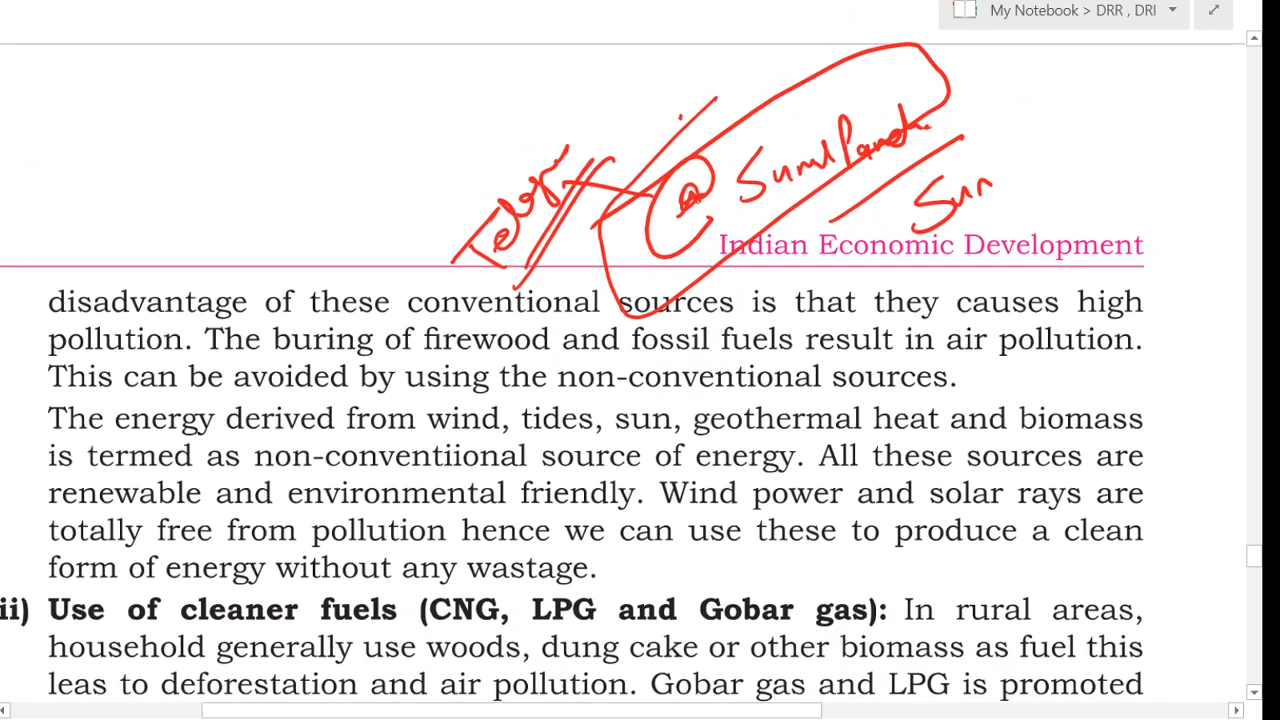 My Notebook > DRR , DRI
@
Sun
Indian Economic Development
disadvantage of these conventional sources is that they causes high
pollution. The buring of firewood and fossil fuels result in air pollution.
This can be avoided by using the non-conventional sources.
The energy derived from wind, tides, sun, geothermal heat and biomass
is termed as non-conventiional source of energy. All these sources are
renewable and environmental friendly. Wind power and solar rays are
totally free from pollution hence we can use these to produce a clean
form of energy without any wastage.
ii) Use of cleaner fuels (CNG, LPG and Gobar gas): In rural areas,
household generally use woods, dung cake or other biomass as fuel this
leas to deforestation and air pollution. Gobar gas and LPG is promoted